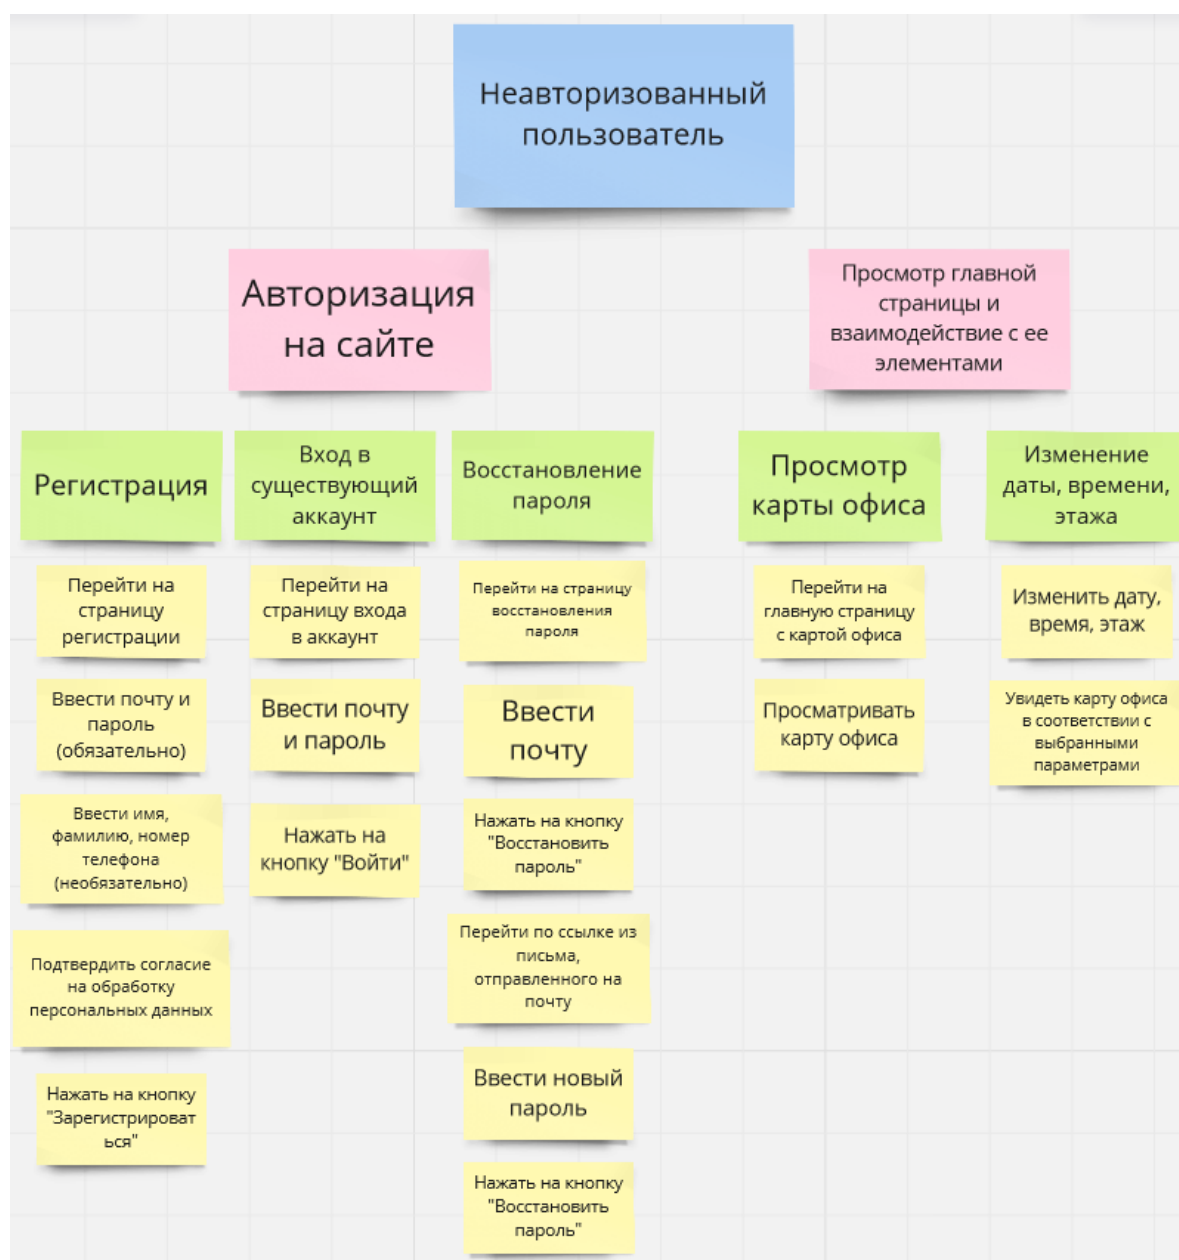 Неавторизованный
пользователь
Авторизация
на сайте
Просмотр главной
страницы и
взаимодействие с ее
элементами
Регистрация
Вход в
существующий
аккаунт
Восстановление
пароля
Просмотр
карты офиса
Изменение
даты, времени,
этажа
Перейти на
страницу
регистрации
Перейти на
страницу входа
в аккаунт
Перейти на страницу
восстановления
пароля
Перейти на
главную страницу
с картой офиса
Изменить дату,
время, этаж
Ввести почту и
пароль
(обязательно)
Ввести почту
и пароль
Ввести
почту
Просматривать
карту офиса
Увидеть карту офиса
в соответствии с
выбранными
параметрами
Ввести имя,
фамилию, номер
телефона
(необязательно)
Нажать на
кнопку "Войти"
Нажать на кнопку
"Восстановить
пароль"
Подтвердить согласие
на обработку
персональных данных
Перейти по ссылке из
письма,
отправленного на
почту
Нажать на кнопку
"Зарегистрироват
ься"
Ввести новый
пароль
Нажать на кнопку
"Восстановить
пароль"